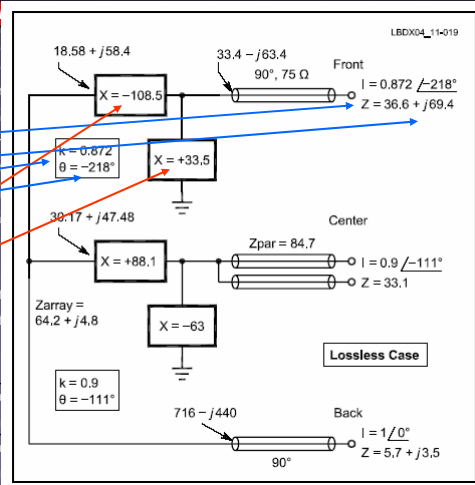 LBDX04_11-019
18.58 + j58.4
33.4 – j63.4
90°, 75 Ω
Front
X = –108.5
I = 0.872 /–218°
Z = 36.6 + j69.4
k = 0.872
θ = –218°
X = +33,5
30.17 + j47.48
Center
Zpar = 84.7
X = +88.1
I = 0.9 /–111°
Z = 33.1
Zarray =
64,2 + j4,8
X = –63
Lossless Case
k = 0.9
θ = –111°
716 – j440
Back
I = 1/0°
Z = 5,7 + j3,5
90°